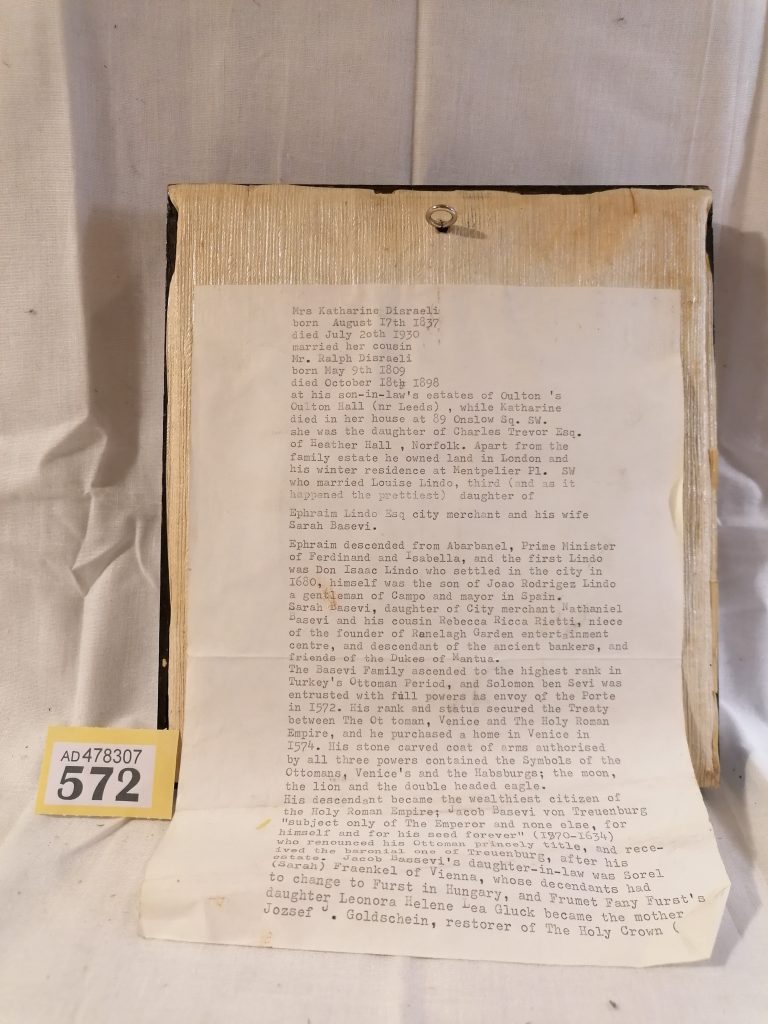 Mrs Katharine Disraeli
born August 17th 1837
died July 2oth 1930
married her cousin
Mr. Ralph Disraeli
born May 9th 1809
died October 18th 1898
at his son-in-law's estates of Oulton 's
Oulton Hall (nr Leeds) , while Katharine
died in her house at 89 Onslow Sq. SW.
she was the daughter of Charles Trevor Esq.
of Heather Hall , Norfolk. Apart from the
family estate he owned land in London and
his winter residence at Mentpelier Pl. SW
who married Louise Lindo, third (and as it
happened the prettiest) daughter of
Ephraim Lindo Esq city merchant and his wife
Sarah Basevi.
Ephraim descended from Abarbanel, Prime Minister
of Ferdinand and Isabella, and the first Lindo
was Don Isaac Lindo who settled in the city in
I680, himself was the son of Joao Rodrigez Lindo
a gentleman of Campo and mayor in Spain.
Sarah Basevi, daughter of City merchant Nathaniel
Basevi and his cousin Rebecca Ricca Rietti, niece
of the founder of Ranelagh Garden entertainment
centre, and descendant of the ancient bankers, and
friends of the Dukes of Mantua.
The Basevi Family ascended to the highest rank in
Turkey's Ottoman Period, and Solomon ben Sevi was
entrusted with full powers as envoy of the Porte
in I572. His rank and status secured the Treaty
between The Ot toman, Venice and The Holy Roman
Empire, and he purchased a home in Venice in
I574. His stone carved coat of arms authorised
by all three powers contained the Symbols of the
Ottomans, Venice's and the Habsburgs; the moon,
the lion and the double headed eagle.
His descendant became the wealthiest citizen of
the Holy Roman Empire; Jacob Basevi von Treuenburg
"subject only of The Emperor and none else, for
himself and for his seed forever" (I570-I634)
who renounced his Ottoman princely title, and rece-
ived the baronial one of Treuenburg, after his
estate. Jacob Bassevi's daughter-in-law was Sorel
(Sarah) Fraenkel of Vienna, whose decendants had
to change to Furst in Hungary, and Frumet Fany Furst's
daughter Leonora Helene Lea Gluck became the mother
Jozsef J. Goldschein, restorer of The Holy Crown (
AD478307
572